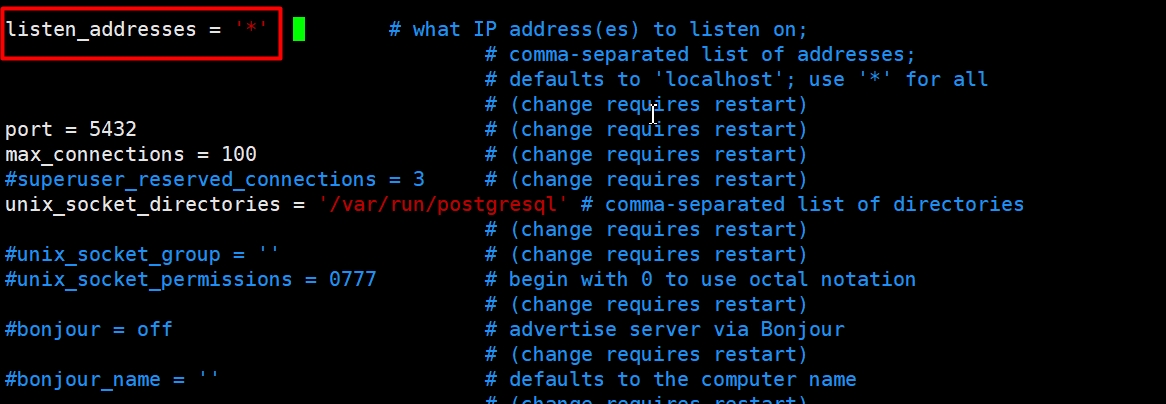 listen_addresses = '*' # what IP address(es) to listen on;
# comma-separated list of addresses;
# defaults to 'localhost'; use '*' for all
# (change requires restart)
port = 5432 # (change requires restart)
max_connections = 100 # (change requires restart)
#superuser_reserved_connections = 3 # (change requires restart)
unix_socket_directories = '/var/run/postgresql' # comma-separated list of directories
# (change requires restart)
#unix_socket_group = '' # (change requires restart)
#unix_socket_permissions = 0777 # begin with 0 to use octal notation
# (change requires restart)
#bonjour = off # advertise server via Bonjour
# (change requires restart)
#bonjour_name = '' # defaults to the computer name
# (change requires restart)